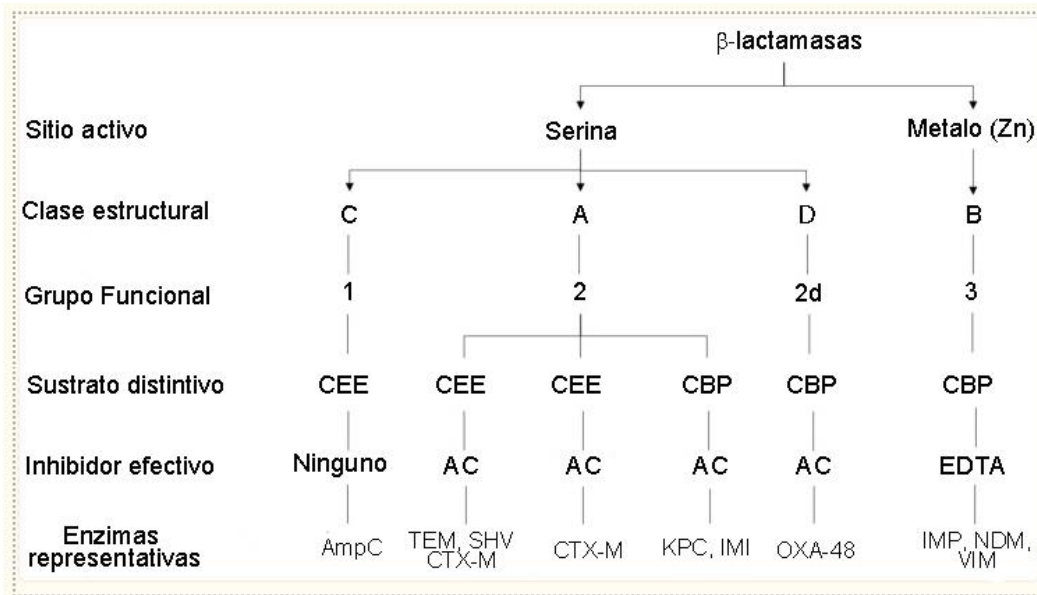 β-lactamasas
Sitio activo Serina Metalo (Zn)
Clase estructural C A D B
Grupo Funcional 1 2 2d 3
Sustrato distintivo CEE CEE CEE CBP CBP CBP
Inhibidor efectivo Ninguno AC AC AC AC EDTA
Enzimas representativas AmpC TEM, SHV CTX-M CTX-M KPC, IMI OXA-48 IMP, NDM, VIM